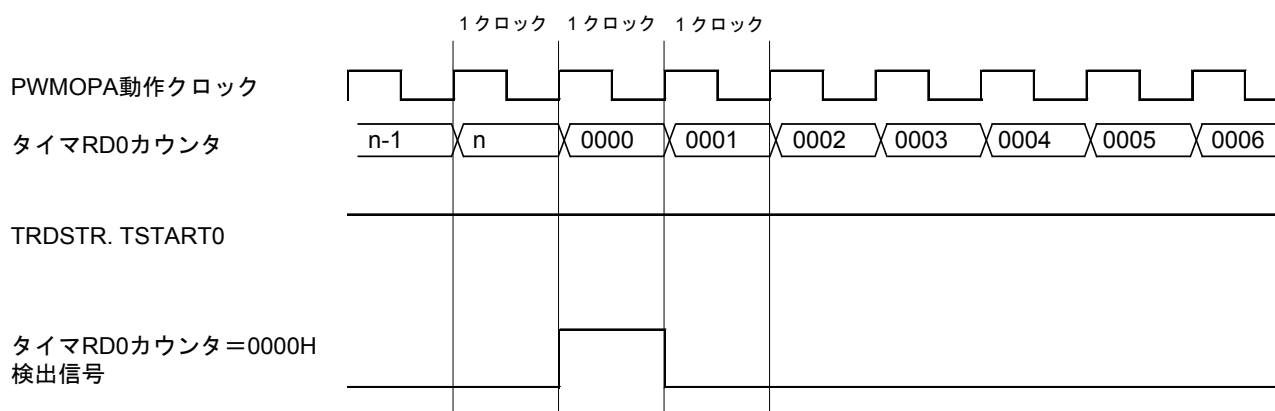 1クロック 1クロック 1クロック
PWMOPA動作クロック
タイマRD0カウンタ n-1 n 0000 0001 0002 0003 0004 0005 0006
TRDSTR. TSTART0
タイマRD0カウンタ＝0000H
検出信号